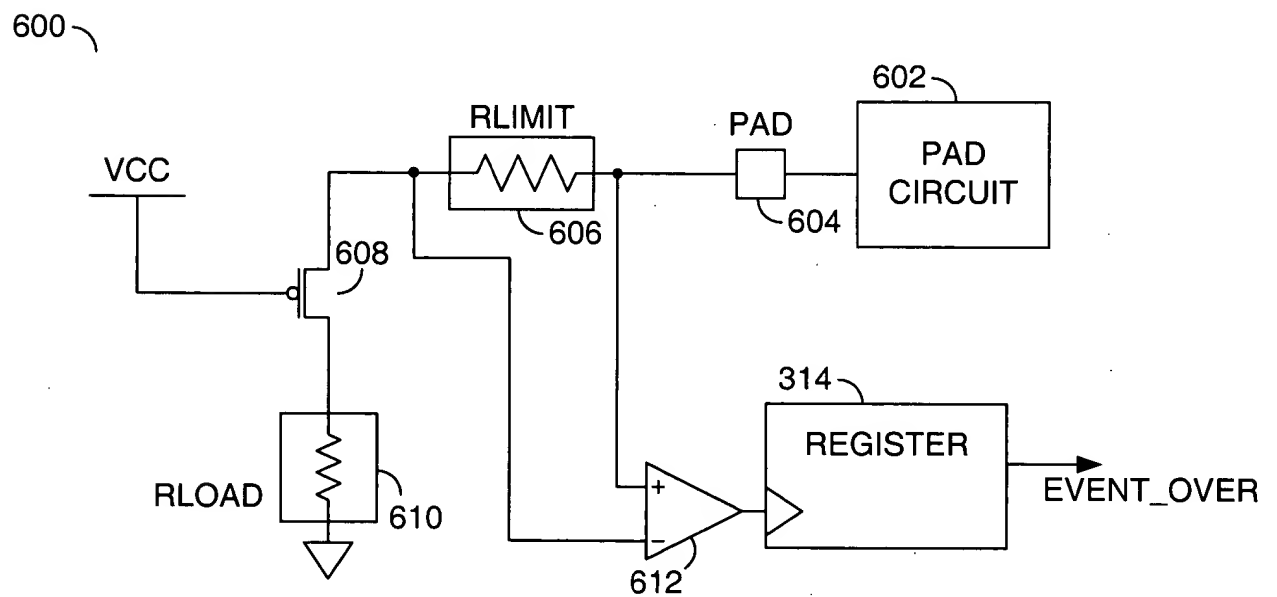 600
602
RLIMIT
PAD
PAD
CIRCUIT
VCC
604
606
608
314
REGISTER
RLOAD
610
+
−
EVENT_OVER
612